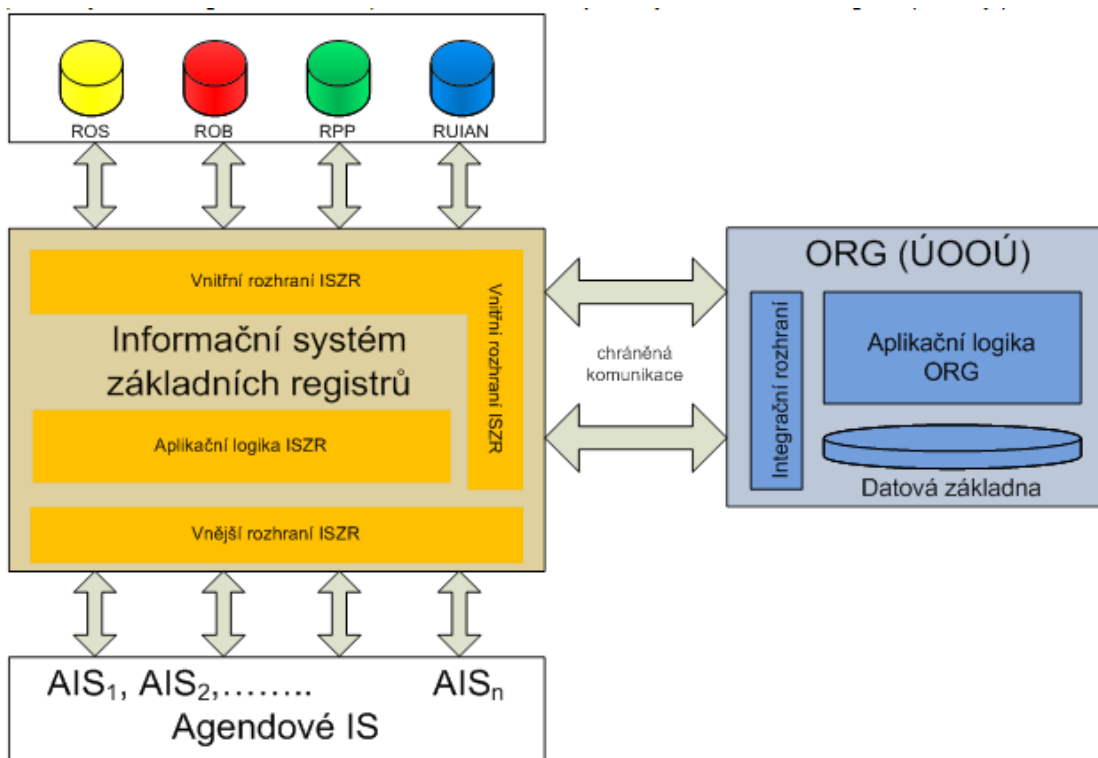 ROS ROB RPP RUIAN
Vnitřní rozhraní ISZR
Vnitřní rozhraní ISZR
Informační systém
základních registrů
Aplikační logika ISZR
Vnější rozhraní ISZR
chráněná
komunikace
ORG (ÚOOÚ)
Integrační rozhraní
Aplikační logika
ORG
Datová základna
AIS1, AIS2,…….. AISn
Agendové IS